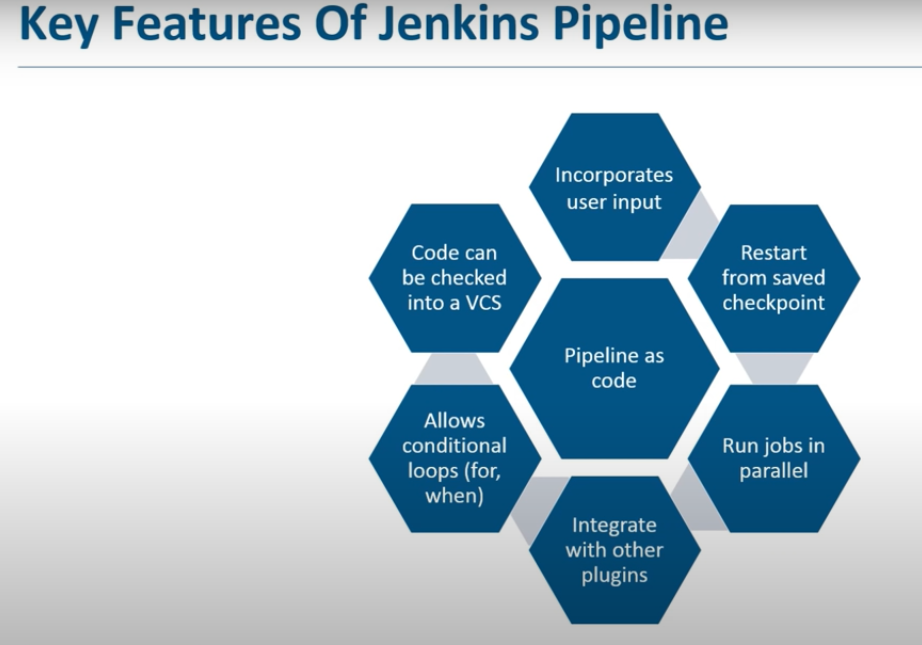 Key Features Of Jenkins Pipeline
Incorporates
user input
Restart
from saved
checkpoint
Run jobs in
parallel
Integrate
with other
plugins
Allows
conditional
loops (for,
when)
Code can
be checked
into a VCS
Pipeline as
code